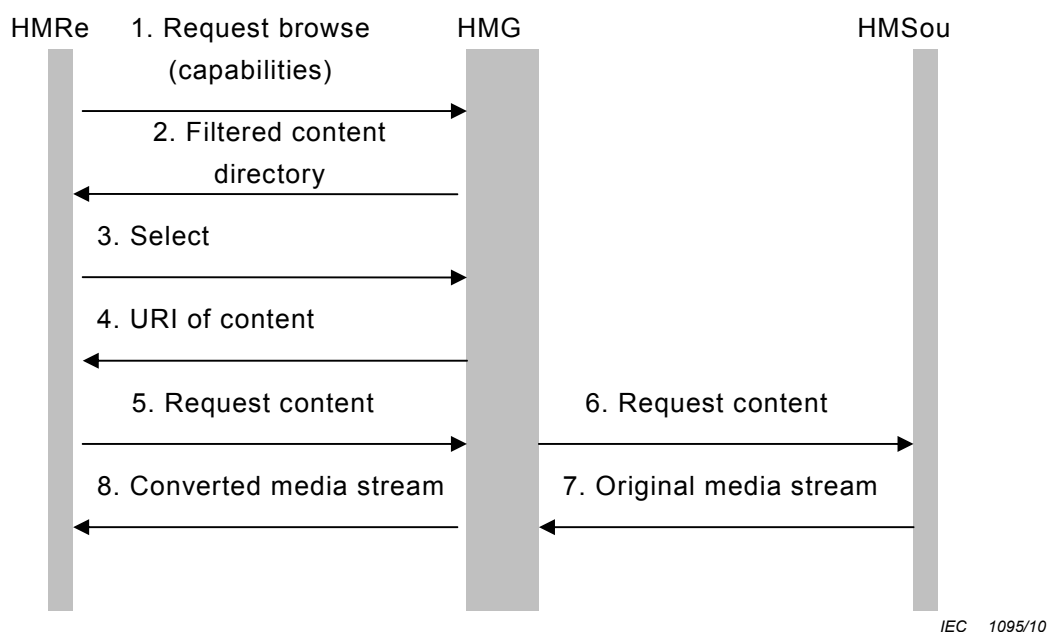 HMRe 1. Request browse HMG HMSou
(capabilities)
2. Filtered content
directory
3. Select
4. URI of content
5. Request content 6. Request content
8. Converted media stream 7. Original media stream
IEC 1095/10